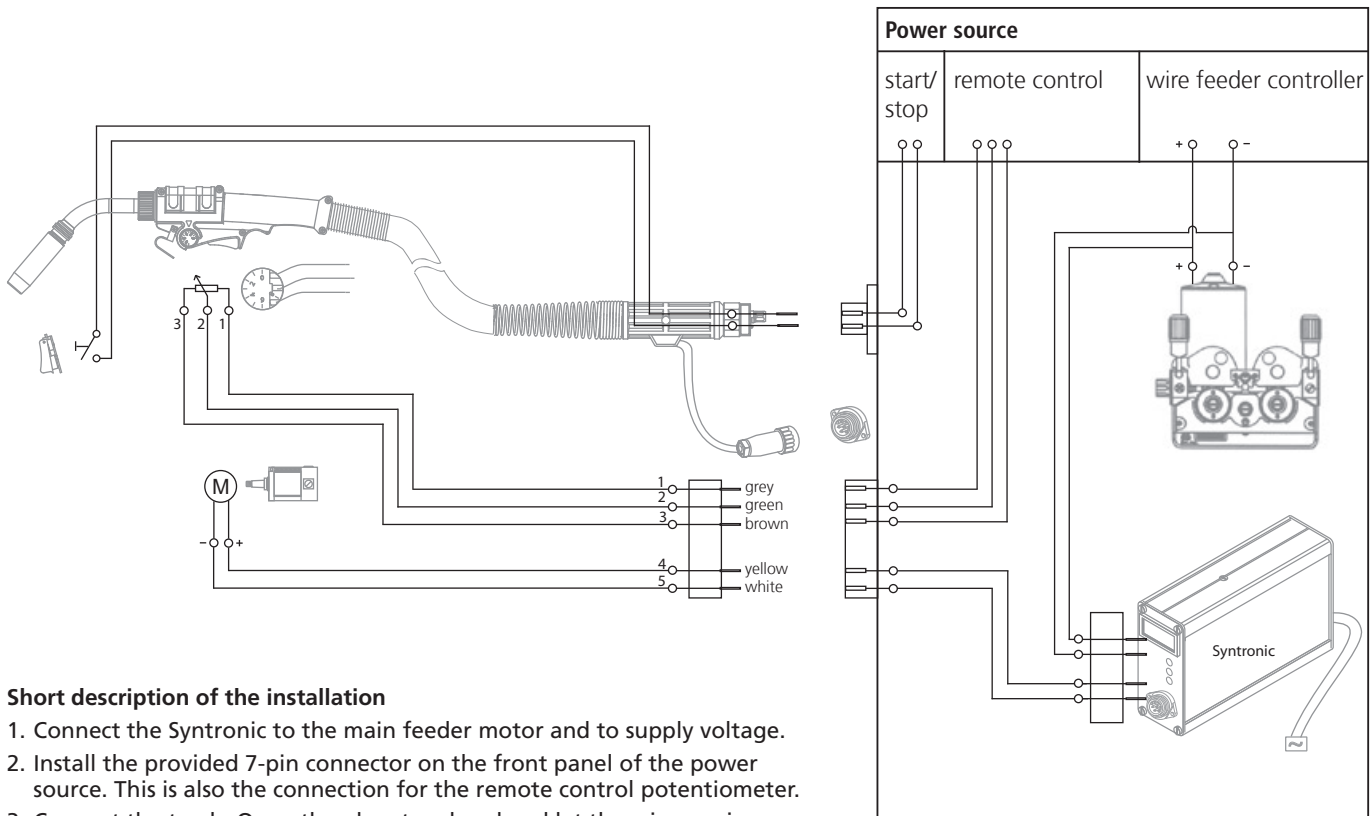 Power source
start/ remote control wire feeder controller
stop
+ -
+ -
3 2 1
M
- +
1 grey
2 green
3 brown
4 yellow
5 white
Syntronic
~
Short description of the installation
1. Connect the Syntronic to the main feeder motor and to supply voltage.
2. Install the provided 7-pin connector on the front panel of the power
source. This is also the connection for the remote control potentiometer.